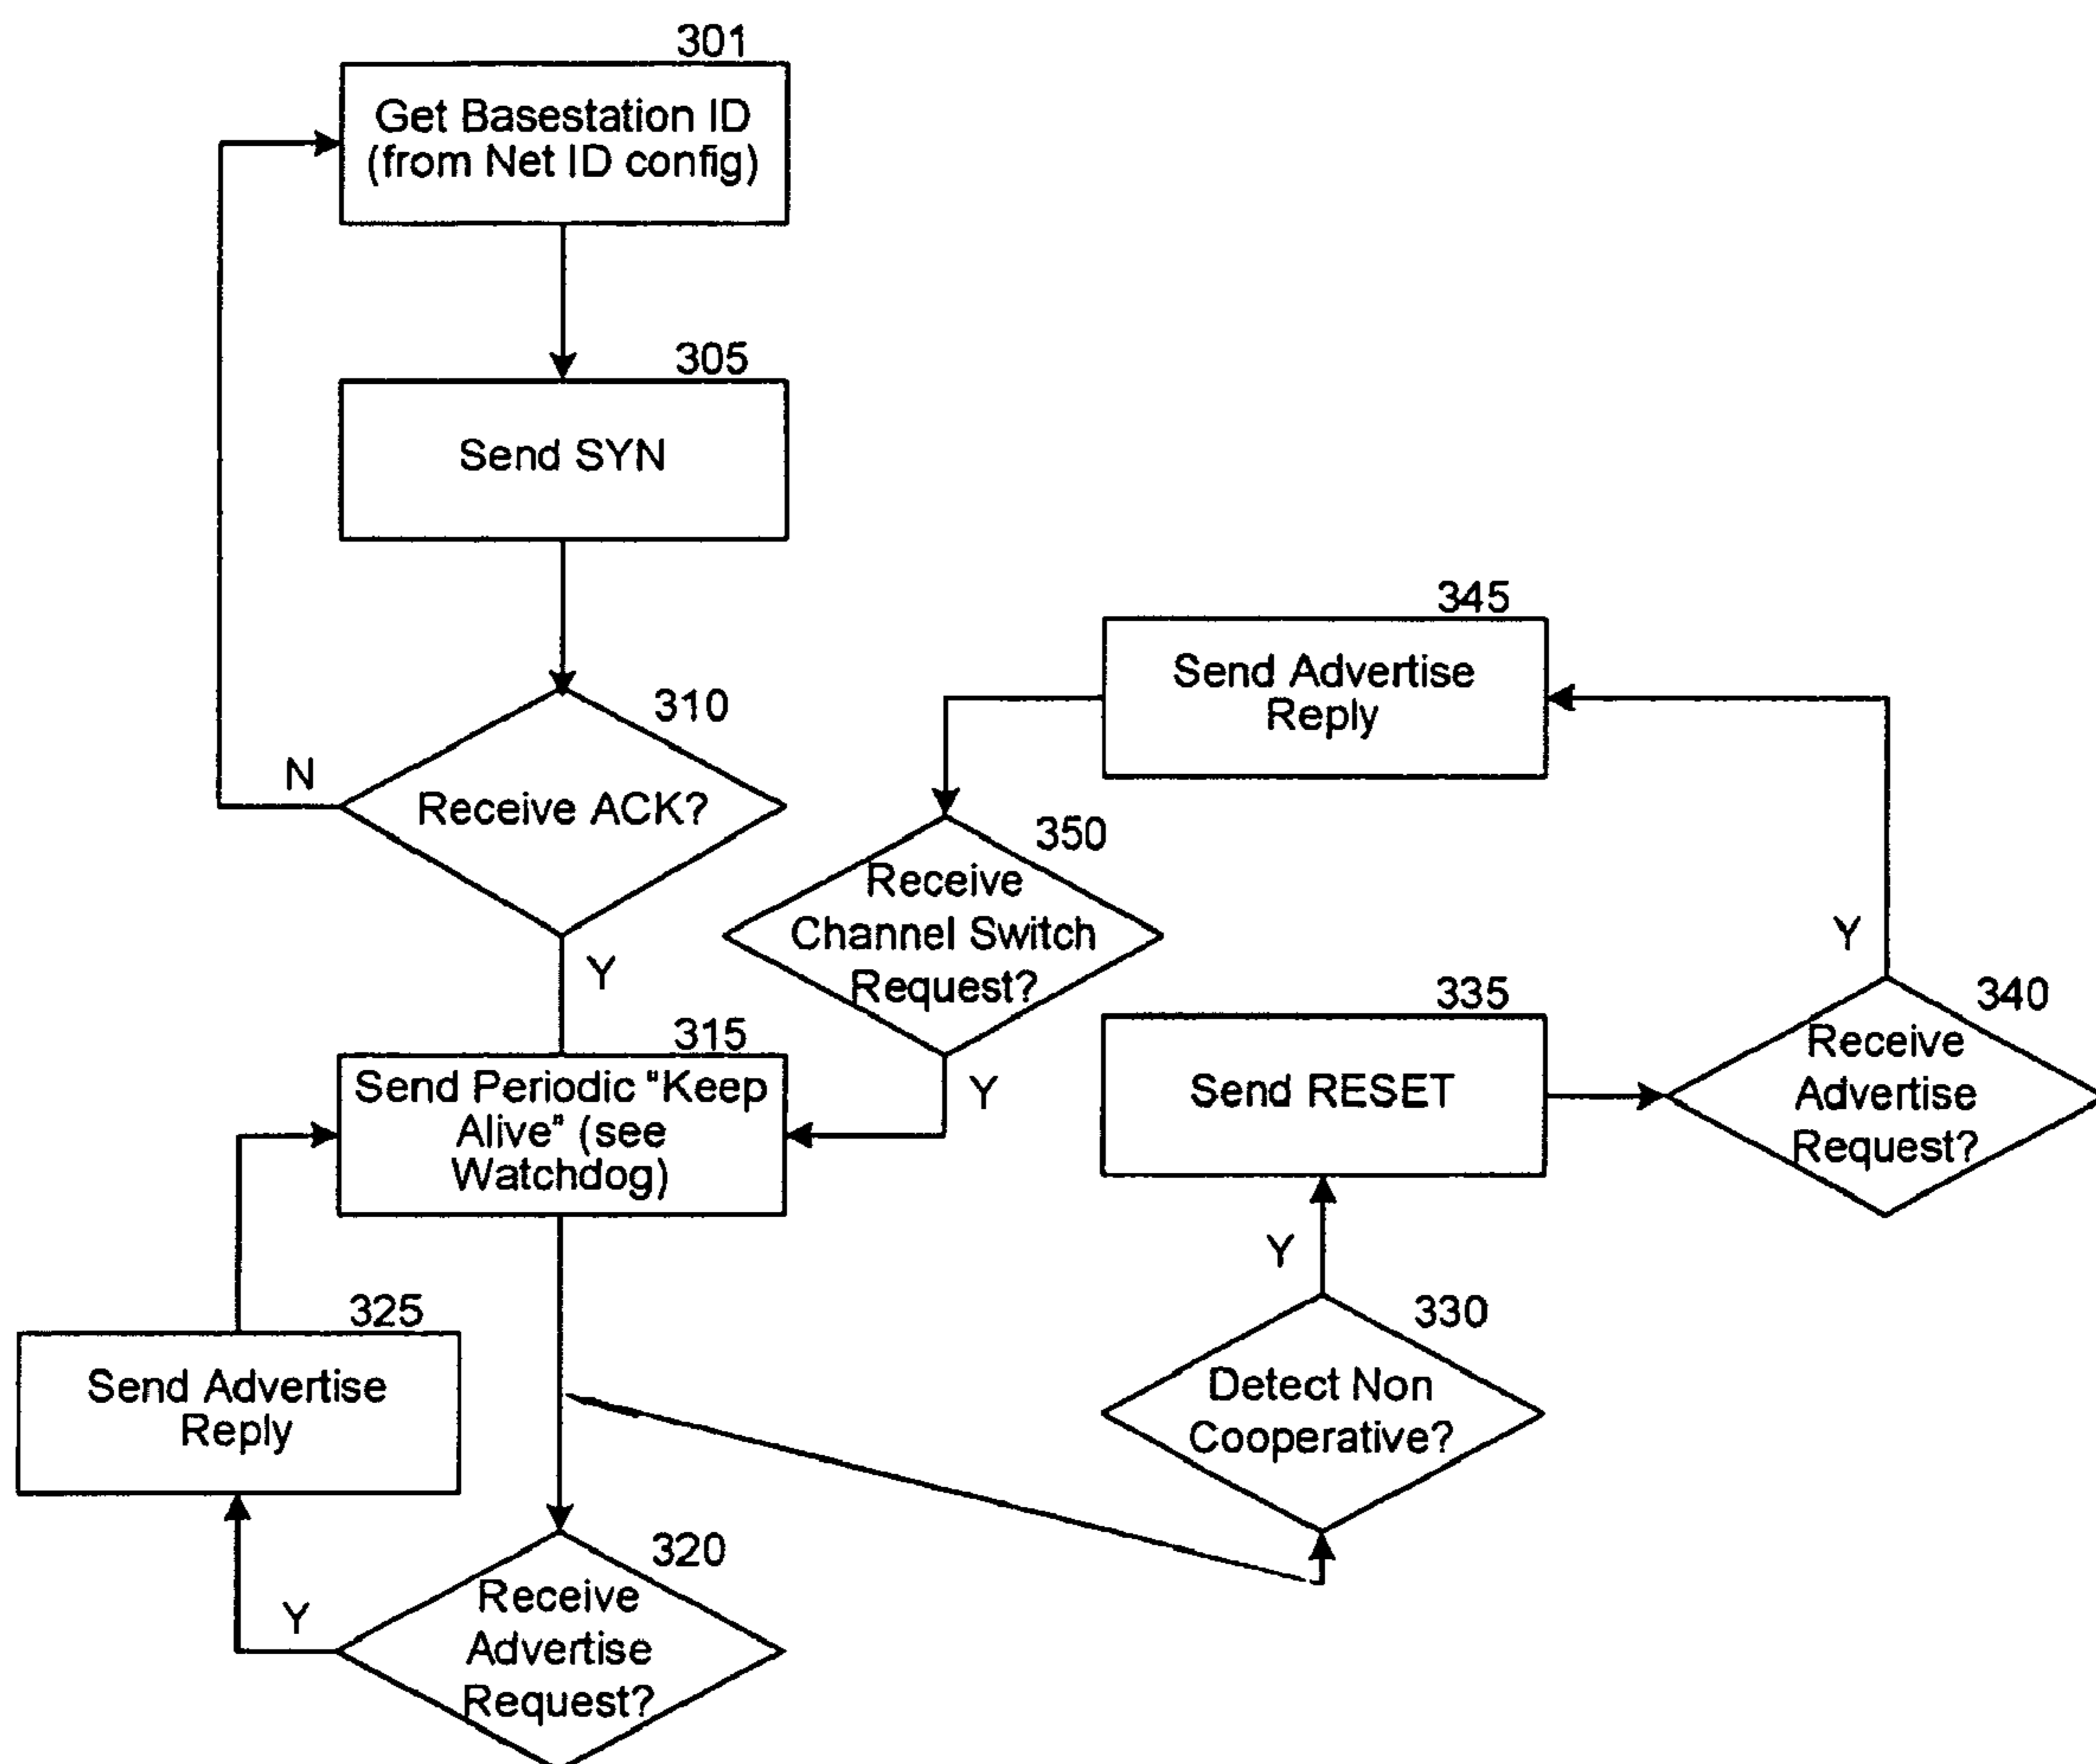 301
Get Basestation ID
(from Net ID config)
305
Send SYN
310
N
Receive ACK?
Y
345
Send Advertise
Reply
350
Receive
Channel Switch
Request?
Y
315
Send Periodic "Keep
Alive" (see
Watchdog)
335
Send RESET
340
Y
Receive
Advertise
Request?
325
Send Advertise
Reply
Y
330
Detect Non
Cooperative?
320
Y
Receive
Advertise
Request?